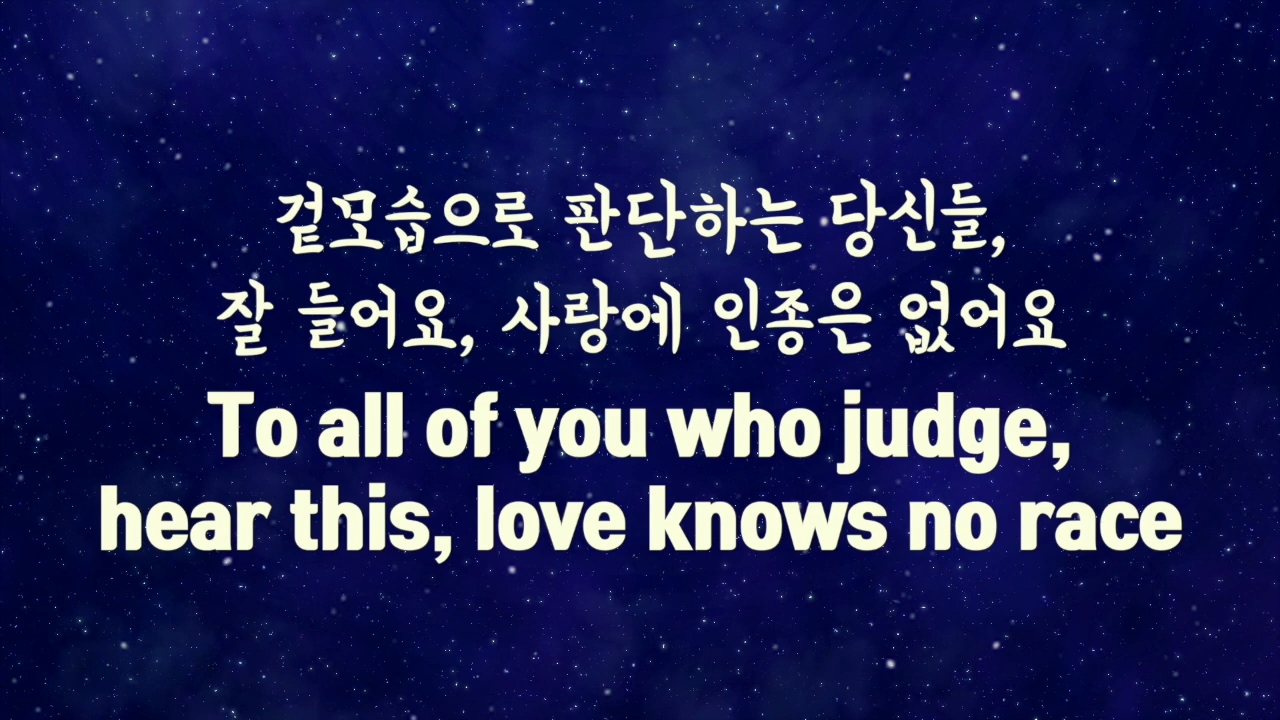 겉모습으로 판단하는 당신들,
잘 들어요, 사랑에 인종은 없어요
To all of you who judge,
hear this, love knows no race